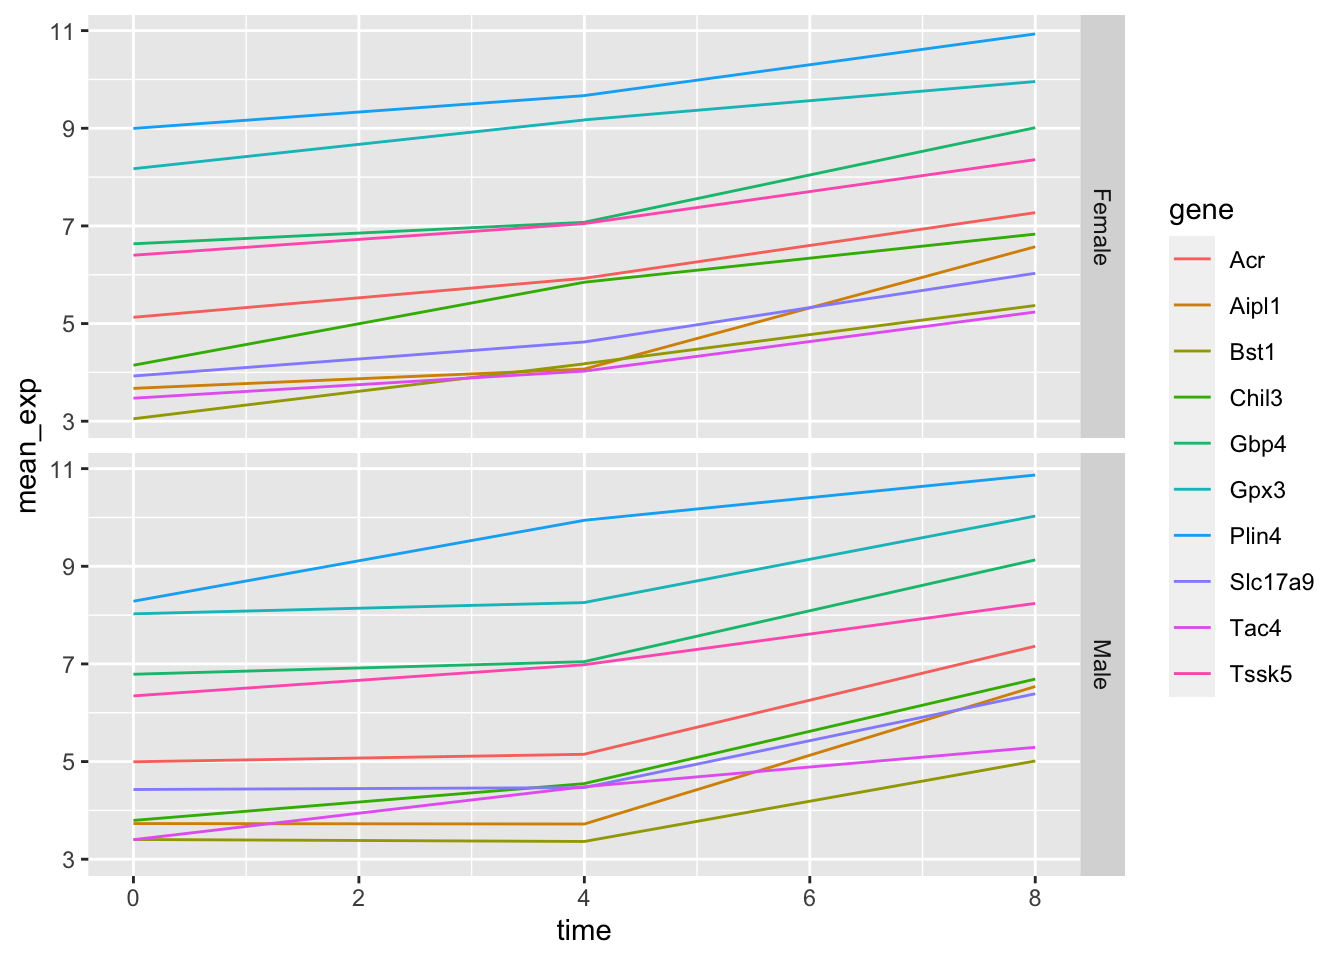 mean_exp
11
9
7
5
3
Female
11
9
7
5
3
Male
0 2 4 6 8
time
gene
Acr
Aipl1
Bst1
Chil3
Gbp4
Gpx3
Plin4
Slc17a9
Tac4
Tssk5